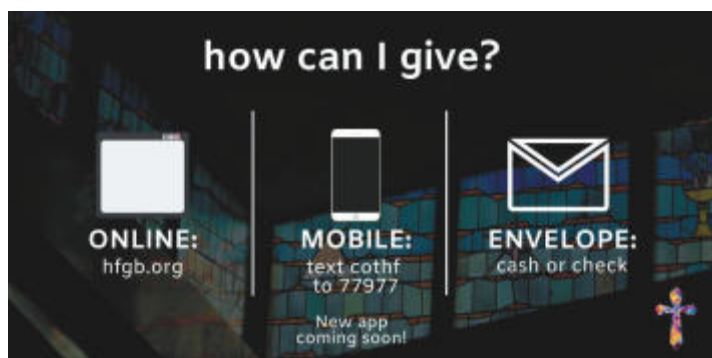 how can I give?
ONLINE:
hfgb.org
MOBILE:
text cothf
to 77977
New app
coming soon!
ENVELOPE:
cash or check